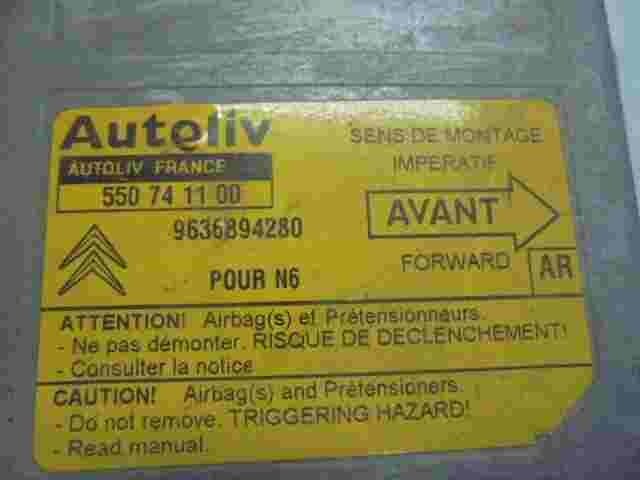 Autoliv
AUTOLIV FRANCE
550 74 11 00
9636894280
POUR N6
SENS DE MONTAGE
IMPERATIF
AVANT
FORWARD
AR
ATTENTION! Airbag(s) et Prétensionneurs.
- Ne pas démonter. RISQUE DE DECLENCHEMENT!
- Consulter la notice
CAUTION! Airbag(s) and Prétensioners.
- Do not remove. TRIGGERING HAZARD!
- Read manual.